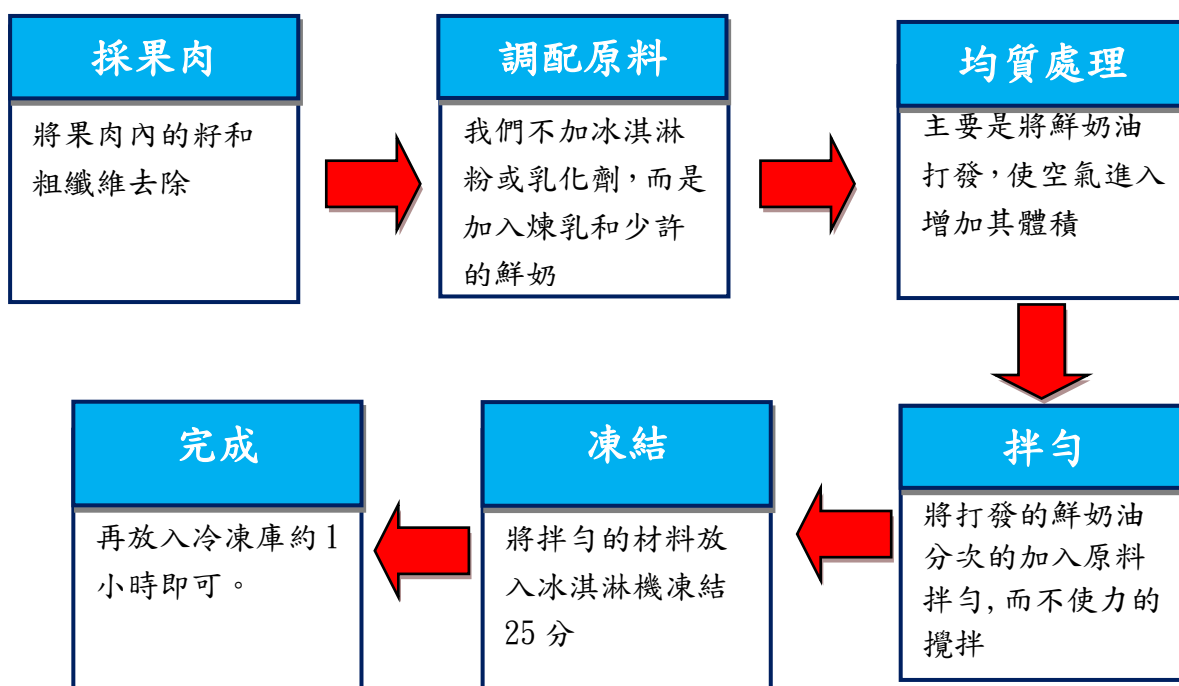 採果肉
將果肉內的籽和
粗纖維去除
調配原料
我們不加冰淇淋
粉或乳化劑，而是
加入煉乳和少許
的鮮奶
均質處理
主要是將鮮奶油
打發，使空氣進入
增加其體積
拌勻
將打發的鮮奶油
分次的加入原料
拌勻,而不使力的
攪拌
凍結
將拌勻的材料放
入冰淇淋機凍結
25 分
完成
再放入冷凍庫約 1
小時即可。